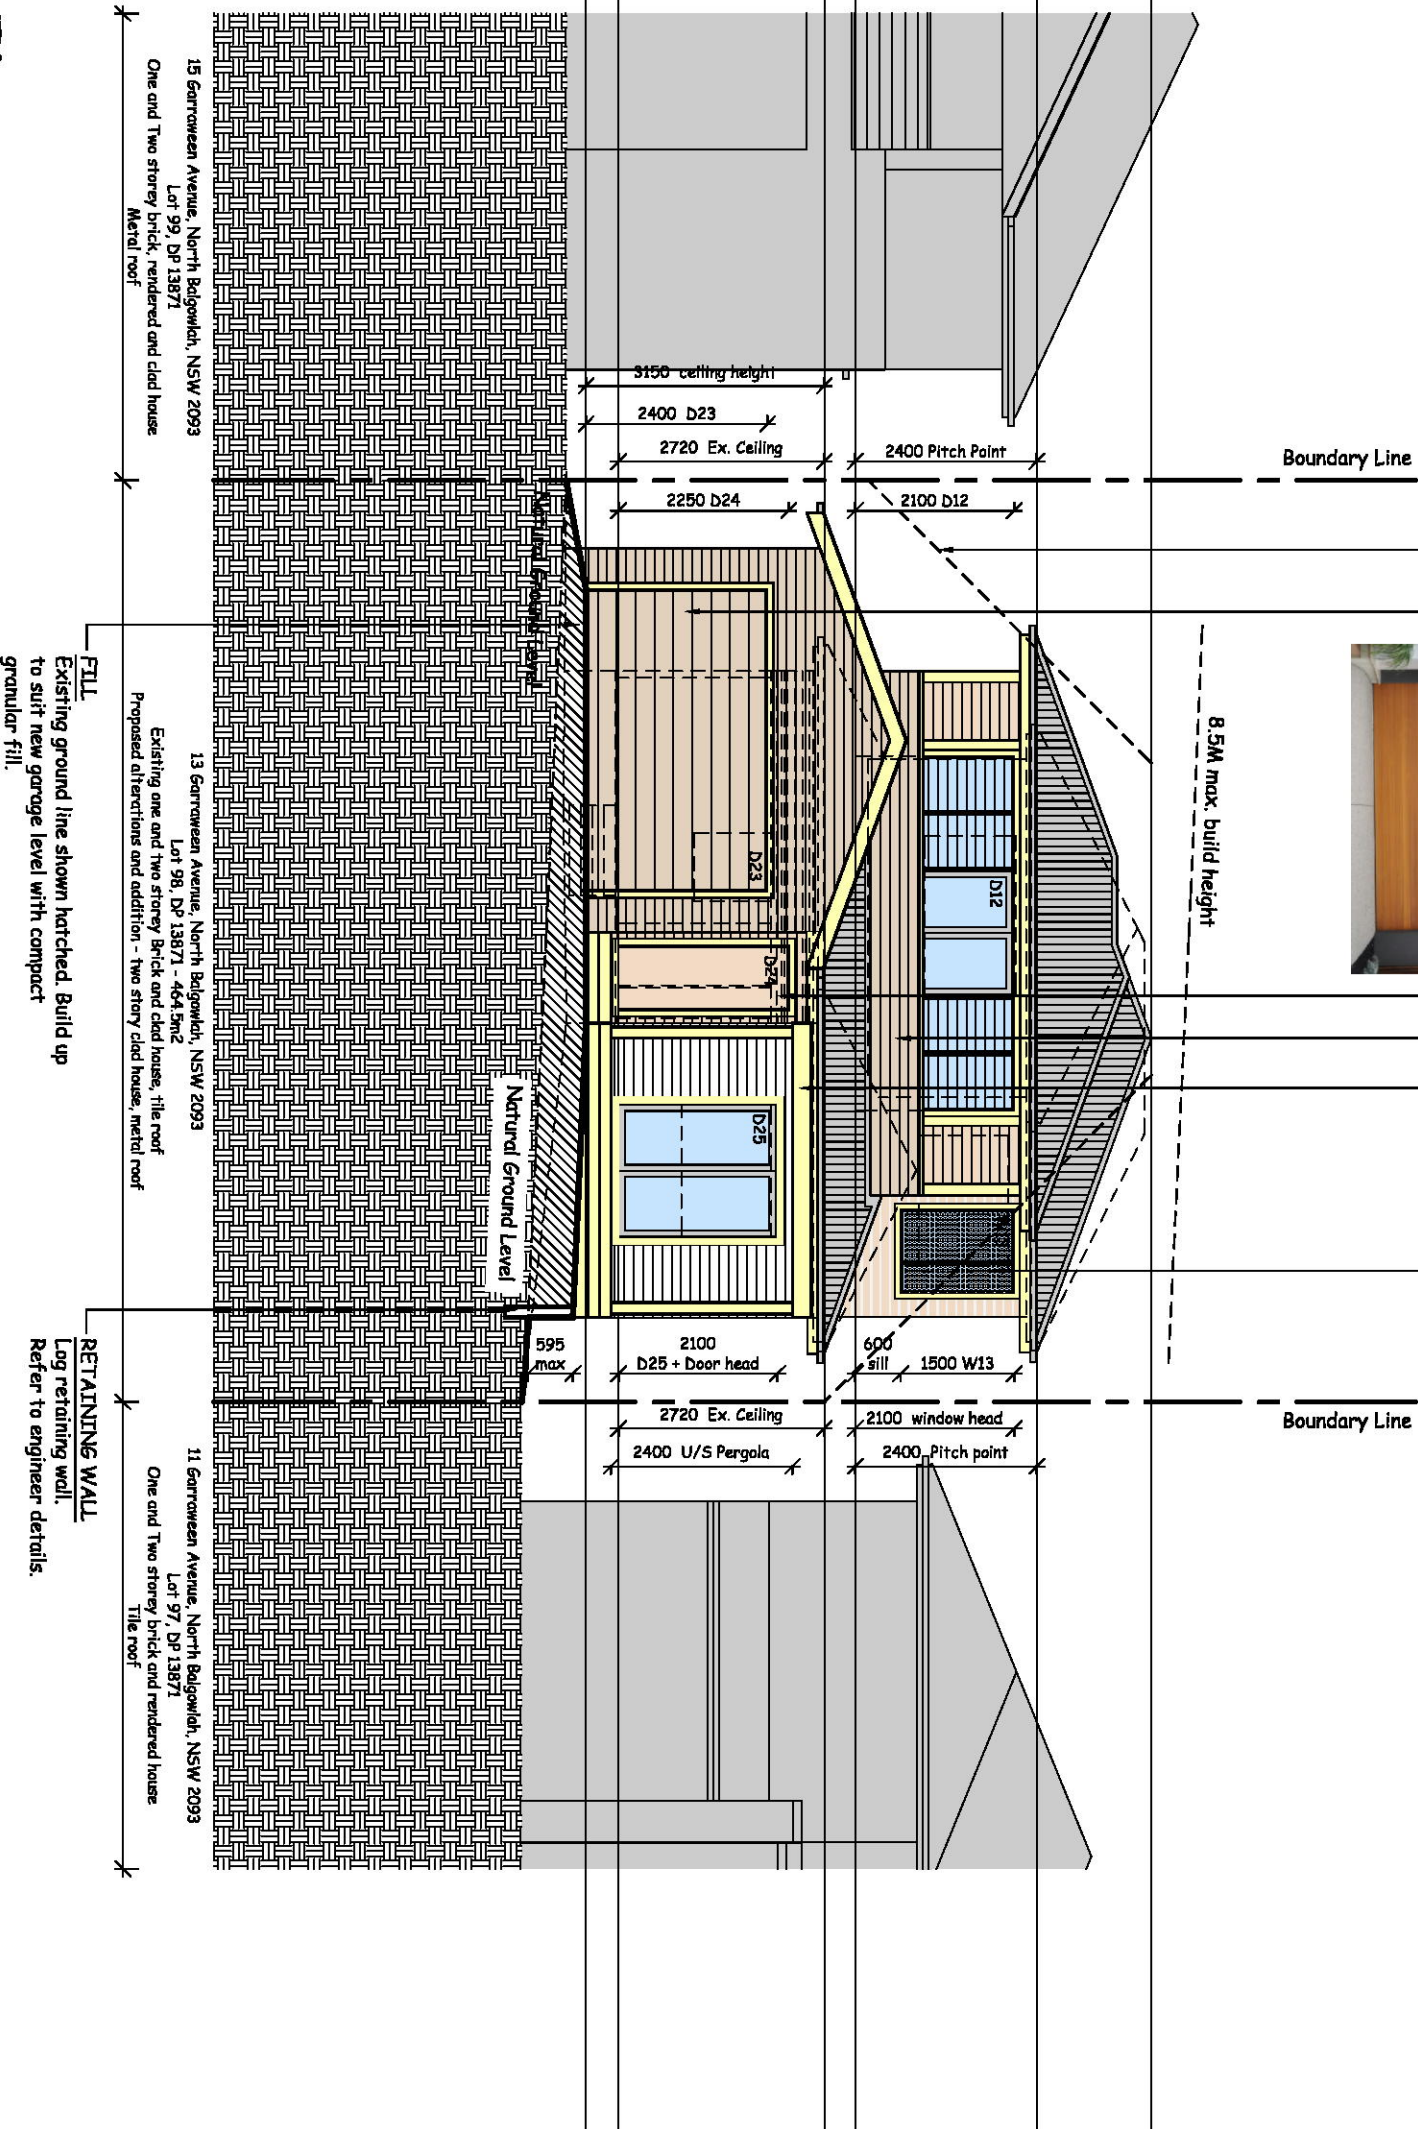 Boundary Line
Boundary Line
8.5M max. build height
3150 ceiling height
2400 D23
2720 Ex. Ceiling
2400 Pitch Point
2250 D24
2100 D12
D12
D23
D24
D25
Natural Ground Level
Natural Ground Level
595
max
2100
D25 + Door head
600
sill
1500 W13
2720 Ex. Ceiling
2100 window head
2400 U/S Pergola
2400 Pitch point
15 Garraween Avenue, North Balgowlah, NSW 2093
Lot 99, DP 13871
One and Two storey brick, rendered and clad house
Metal roof
13 Garraween Avenue, North Balgowlah, NSW 2093
Lot 98, DP 13871 - 464.5m2
Existing one and two storey Brick and clad house, tile roof
Proposed alterations and addition - two story clad house, metal roof
11 Garraween Avenue, North Balgowlah, NSW 2093
Lot 97, DP 13871
One and Two storey brick and rendered house
Tile roof
FILL
Existing ground line shown hatched. Build up
to suit new garage level with compact
granular fill.
RETAINING WALL
Log retaining wall.
Refer to engineer details.